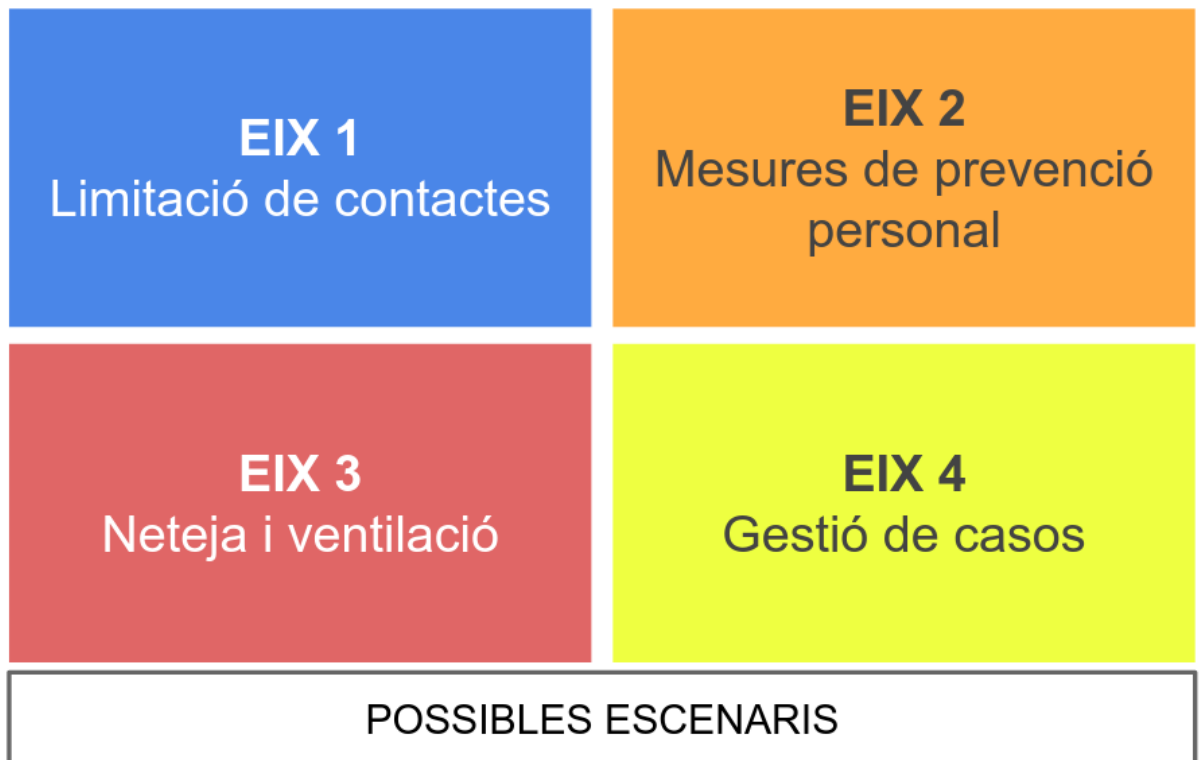 EIX 1
Limitació de contactes
EIX 2
Mesures de prevenció
personal
EIX 3
Neteja i ventilació
EIX 4
Gestió de casos
POSSIBLES ESCENARIS